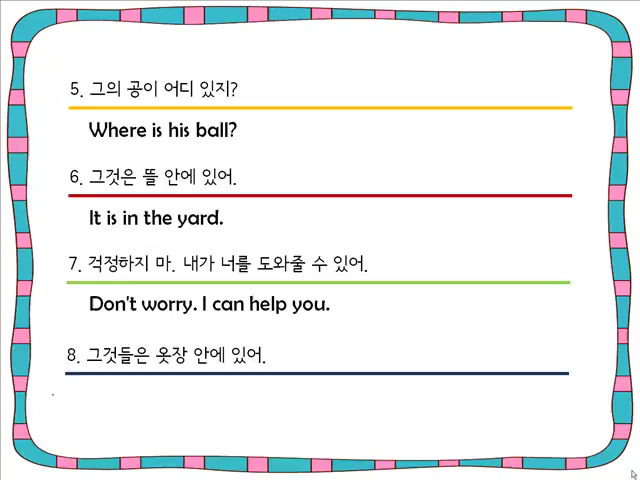 5. 그의 공이 어디 있지?
Where is his ball?
6. 그것은 뜰 안에 있어.
It is in the yard.
7. 걱정하지 마. 내가 너를 도와줄 수 있어.
Don't worry. I can help you.
8. 그것들은 옷장 안에 있어.